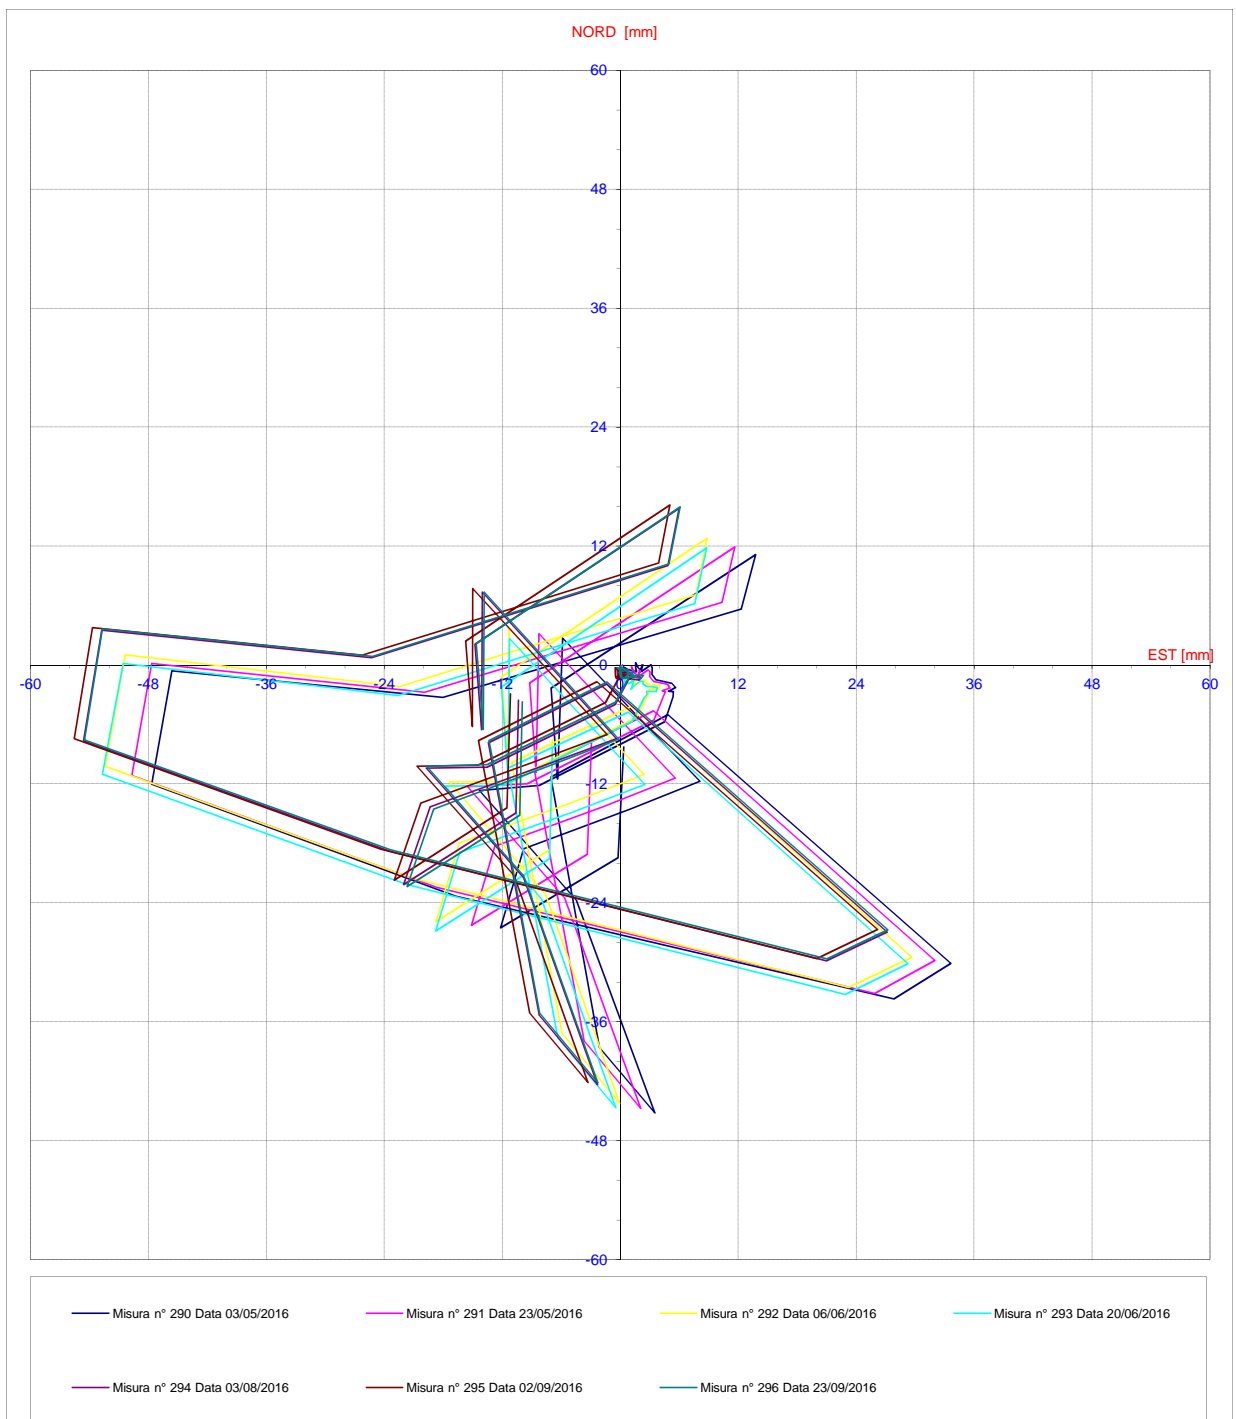 NORD [mm]
60
48
36
24
12
0
EST [mm]
-60
-48
-36
-24
-12
0
12
24
36
48
60
-12
-24
-36
-48
-60
Misura n° 290 Data 03/05/2016
Misura n° 291 Data 23/05/2016
Misura n° 292 Data 06/06/2016
Misura n° 293 Data 20/06/2016
Misura n° 294 Data 03/08/2016
Misura n° 295 Data 02/09/2016
Misura n° 296 Data 23/09/2016